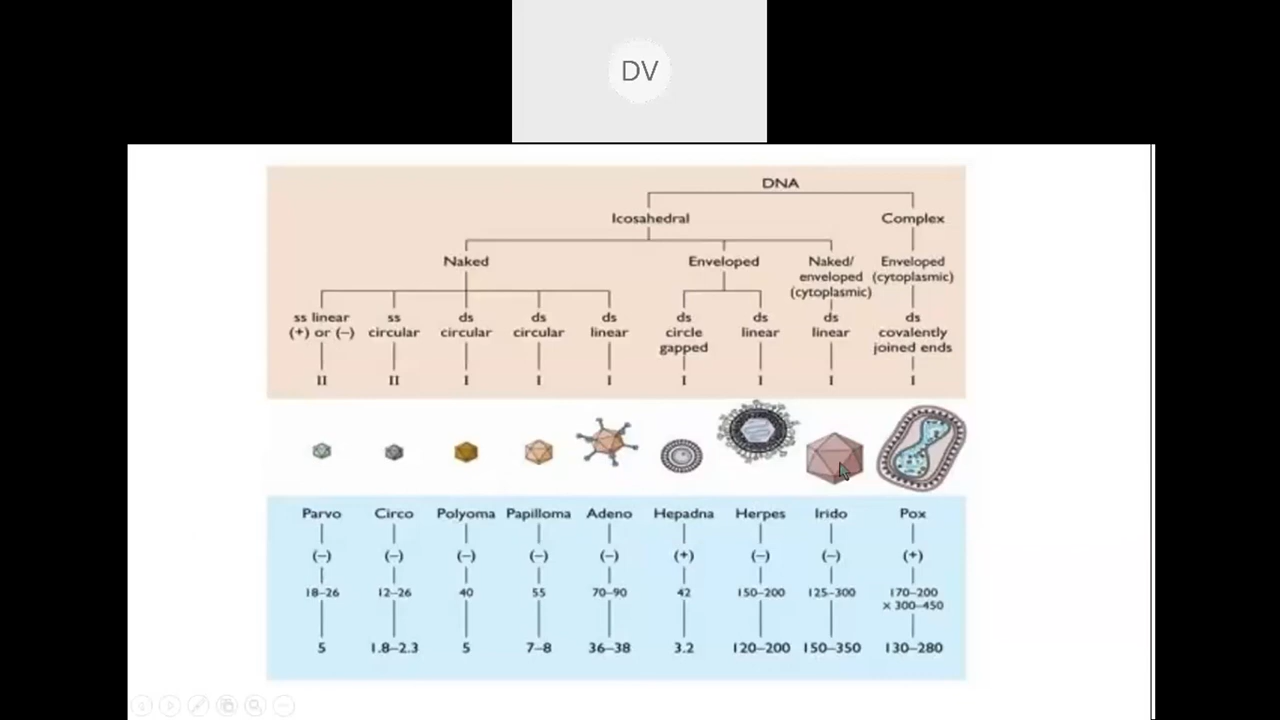 DV
DNA
Icosahedral Complex
Naked Enveloped Naked/ Enveloped
enveloped (cytoplasmic)
(cytoplasmic)
ss linear ss ds ds ds ds ds ds ds
(+) or (–) circular circular circular linear circle linear linear covalently
gapped joined ends
II II I I I I I I I
Parvo Circo Polyoma Papilloma Adeno Hepadna Herpes Irido Pox
(–) (–) (–) (–) (–) (+) (–) (–) (+)
18–26 12–26 40 55 70–90 42 150–200 125–300 170–200
x 300–450
5 1.8–2.3 5 7–8 36–38 3.2 120–200 150–350 130–280